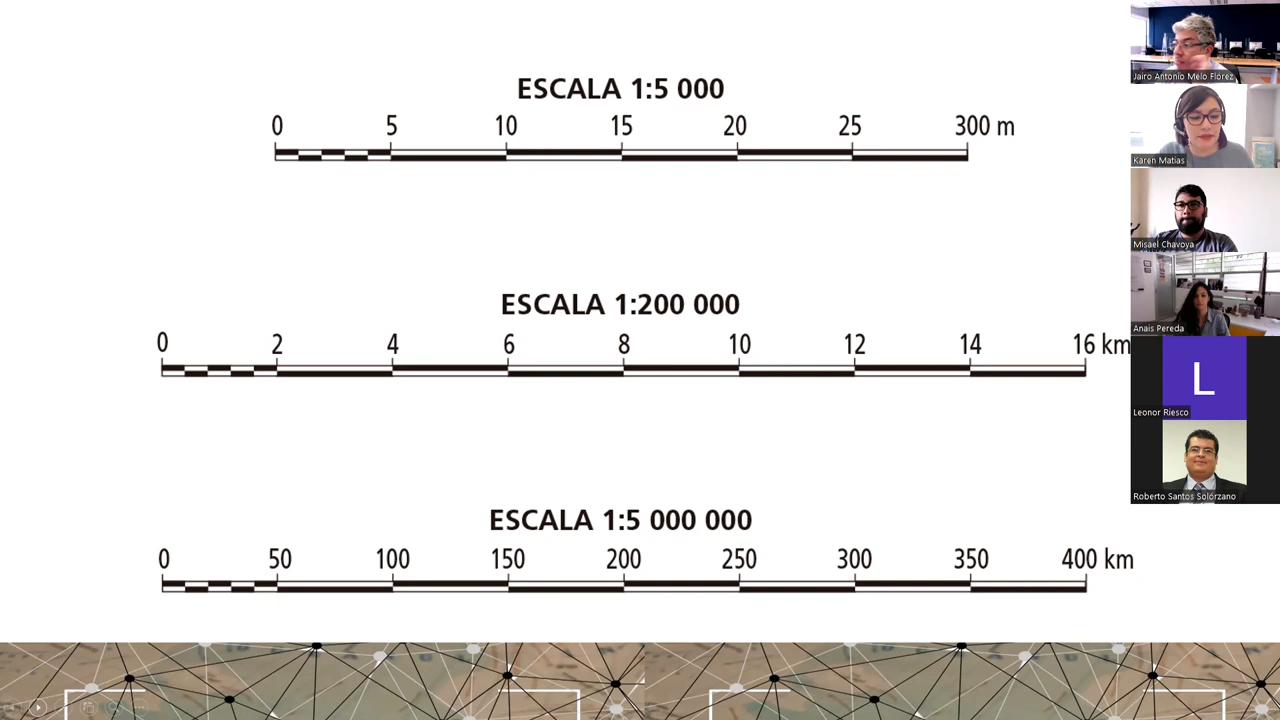 ESCALA 1:5 000
0 5 10 15 20 25 300 m
ESCALA 1:200 000
0 2 4 6 8 10 12 14 16 km
ESCALA 1:5 000 000
0 50 100 150 200 250 300 350 400 km
Jairo Antonio Melo Flórez
Karen Matías
Misael Chavoya
Anais Pereda
L
Leonor Riesco
Roberto Santos Solórzano